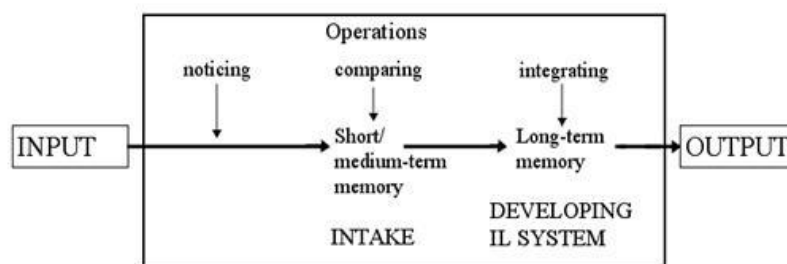 Operations
noticing comparing integrating
INPUT Short/ medium-term memory Long-term memory OUTPUT
INTAKE DEVELOPING IL SYSTEM